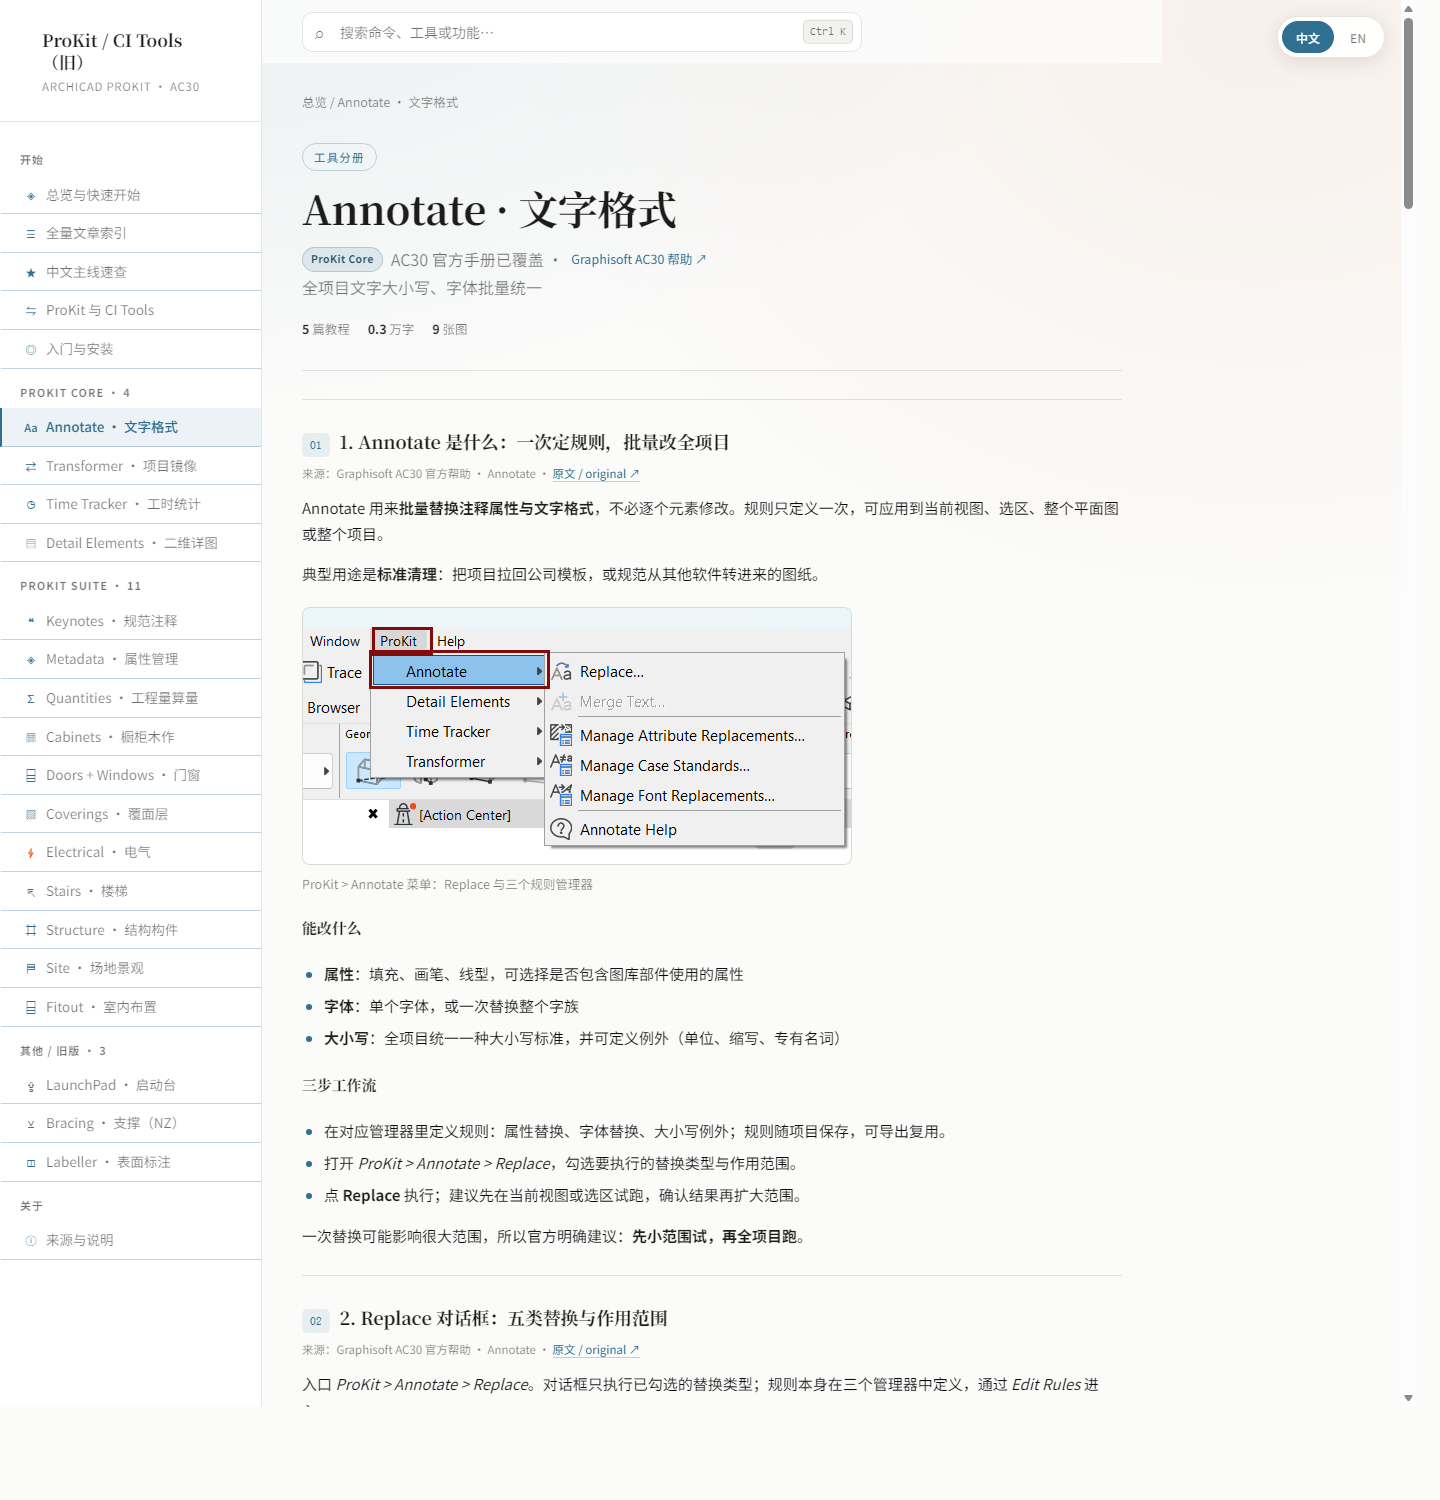 ProKit / CI Tools
（旧）
ARCHICAD PROKIT · AC30
开始
总览与快速开始
全量文章索引
中文主线速查
ProKit 与 CI Tools
入门与安装
PROKIT CORE · 4
Aa Annotate · 文字格式
Transformer · 项目镜像
Time Tracker · 工时统计
Detail Elements · 二维详图
PROKIT SUITE · 11
Keynotes · 规范注释
Metadata · 属性管理
Σ Quantities · 工程量算量
Cabinets · 橱柜木作
Doors + Windows · 门窗
Coverings · 覆面层
Electrical · 电气
Stairs · 楼梯
Structure · 结构构件
Site · 场地景观
Fitout · 室内布置
其他 / 旧版 · 3
LaunchPad · 启动台
Bracing · 支撑（NZ）
Labeller · 表面标注
关于
来源与说明
搜索命令、工具或功能…
Ctrl K
中文 EN
总览 / Annotate · 文字格式
工具分册
Annotate · 文字格式
ProKit Core AC30 官方手册已覆盖 · Graphisoft AC30 帮助 ↗
全项目文字大小写、字体批量统一
5 篇教程 0.3 万字 9 张图
01 1. Annotate 是什么：一次定规则，批量改全项目
来源：Graphisoft AC30 官方帮助 · Annotate · 原文 / original ↗
Annotate 用来批量替换注释属性与文字格式，不必逐个元素修改。规则只定义一次，可应用到当前视图、选区、整个平面图
或整个项目。
典型用途是标准清理：把项目拉回公司模板，或规范从其他软件转进来的图纸。
Window ProKit Help
Trace
Browser
Geor
Annotate
Detail Elements
Time Tracker
Transformer
[Action Center]
Replace...
Merge Text...
Manage Attribute Replacements...
Manage Case Standards...
Manage Font Replacements...
Annotate Help
ProKit > Annotate 菜单：Replace 与三个规则管理器
能改什么
属性：填充、画笔、线型，可选择是否包含图库部件使用的属性
字体：单个字体，或一次替换整个字族
大小写：全项目统一一种大小写标准，并可定义例外（单位、缩写、专有名词）
三步工作流
在对应管理器里定义规则：属性替换、字体替换、大小写例外；规则随项目保存，可导出复用。
打开 ProKit > Annotate > Replace，勾选要执行的替换类型与作用范围。
点 Replace 执行；建议先在当前视图或选区试跑，确认结果再扩大范围。
一次替换可能影响很大范围，所以官方明确建议：先小范围试，再全项目跑。
02 2. Replace 对话框：五类替换与作用范围
来源：Graphisoft AC30 官方帮助 · Annotate · 原文 / original ↗
入口 ProKit > Annotate > Replace。对话框只执行已勾选的替换类型；规则本身在三个管理器中定义，通过 Edit Rules 进